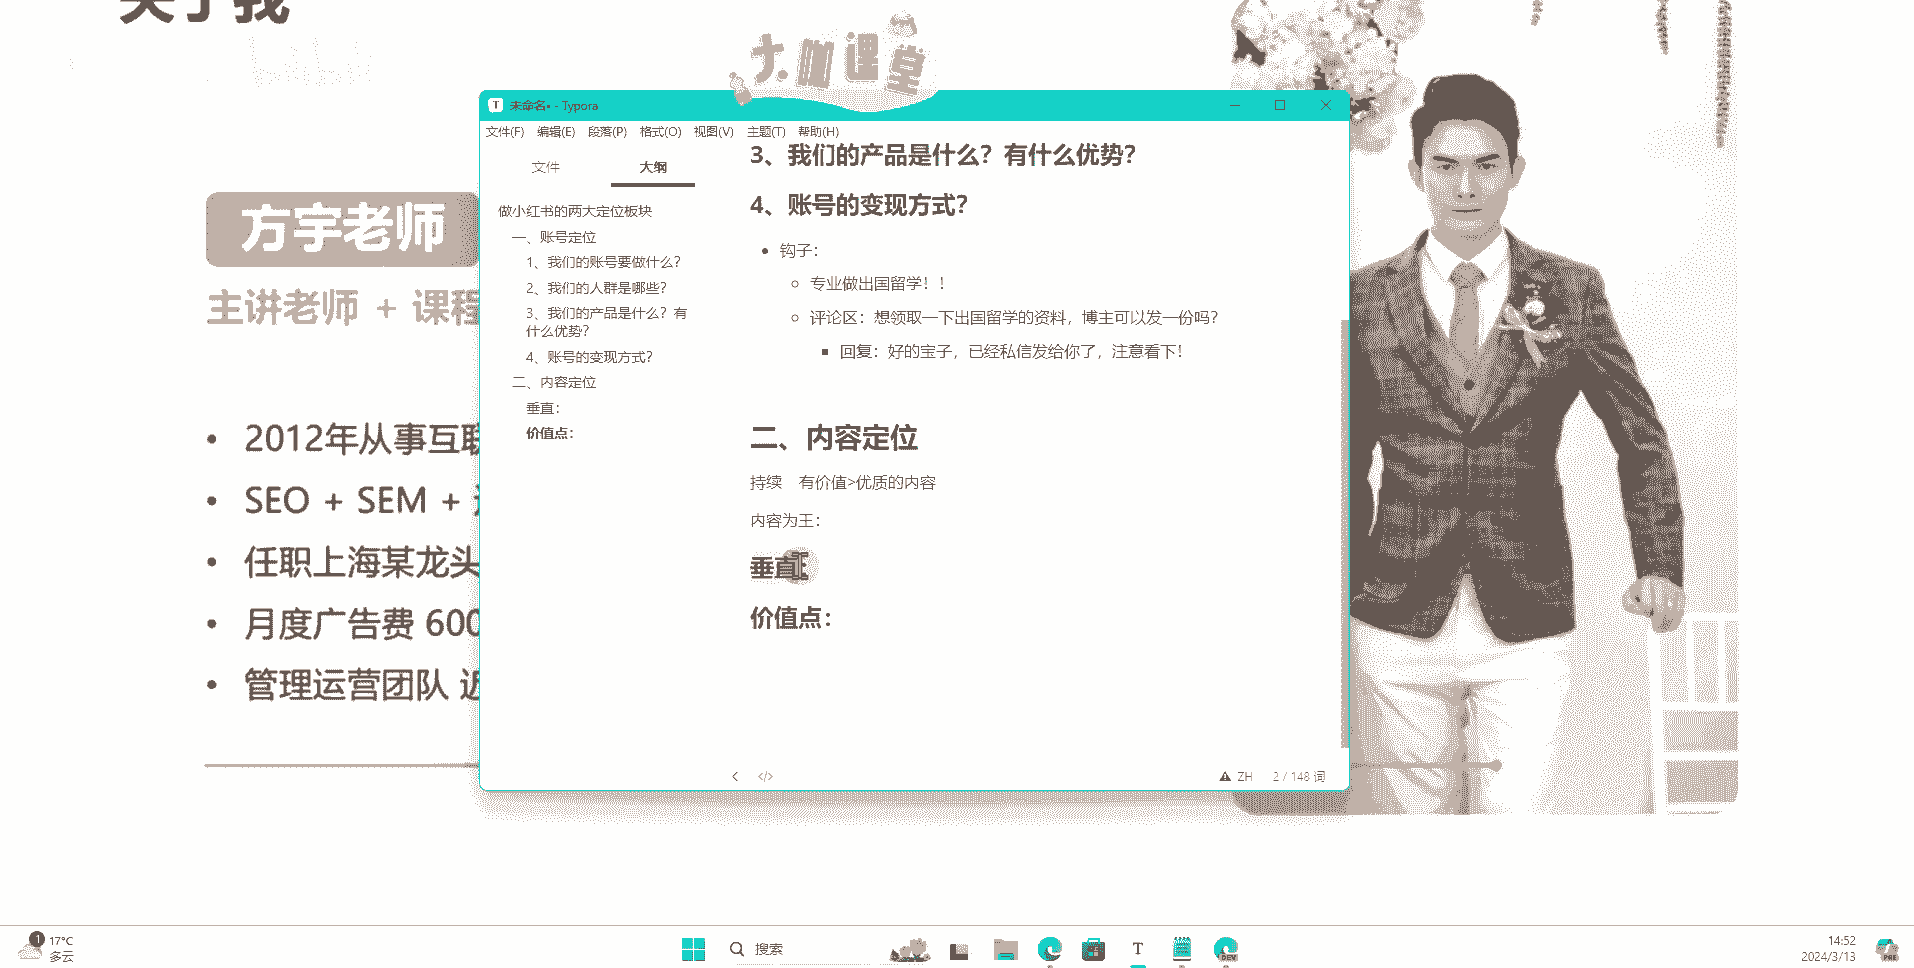 关于我
大咖课堂
方宇老师
主讲老师 + 课程
2012年从事互联
SEO + SEM +
任职上海某龙头
月度广告费 600
管理运营团队 近
未命名• - Typora
文件(F) 编辑(E) 段落(P) 格式(O) 视图(V) 主题(T) 帮助(H)
文件 大纲
做小红书的两大定位板块
一、账号定位
1、我们的账号要做什么？
2、我们的人群是哪些？
3、我们的产品是什么？有
什么优势？
4、账号的变现方式？
二、内容定位
垂直：
价值点：
3、我们的产品是什么？有什么优势？
4、账号的变现方式？
钩子：
专业做出国留学！！
评论区：想领取一下出国留学的资料，博主可以发一份吗？
回复：好的宝子，已经私信发给你了，注意看下！
二、内容定位
持续 有价值>优质的内容
内容为王：
垂直
价值点：
ZH 2 / 148 词
1 17°C
多云
搜索
T
DEV
14:52
2024/3/13
PRE